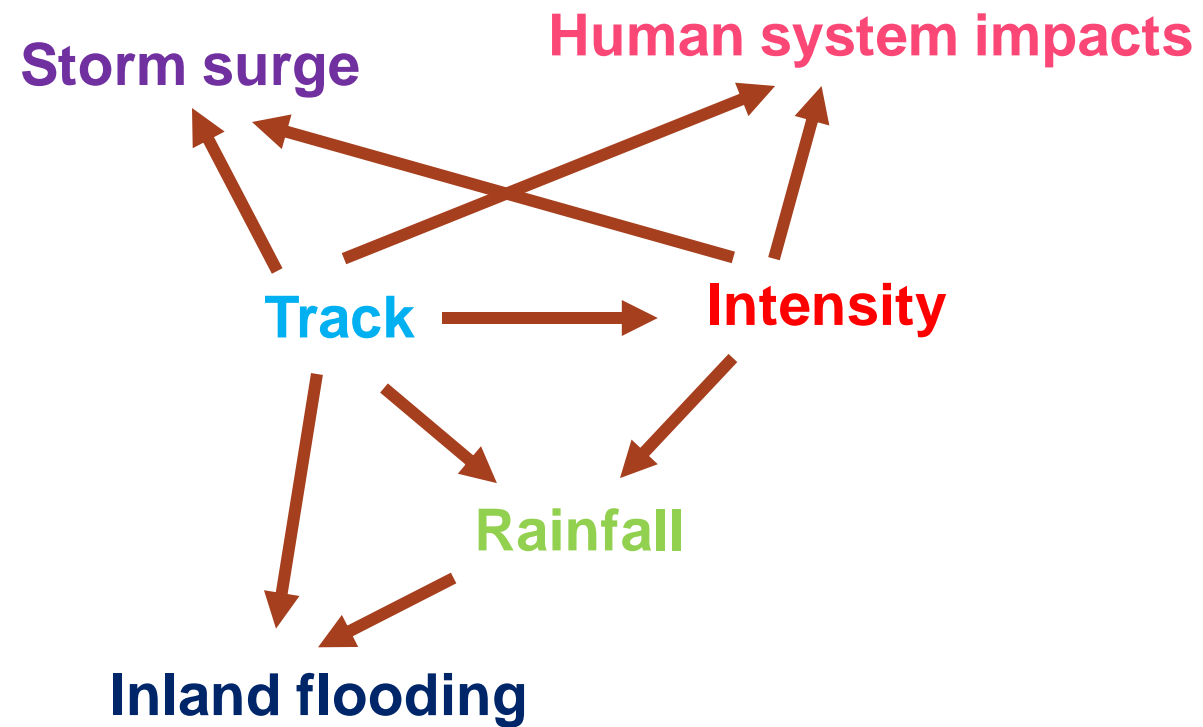 Human system impacts
Storm surge
Track
Intensity
Rainfall
Inland flooding